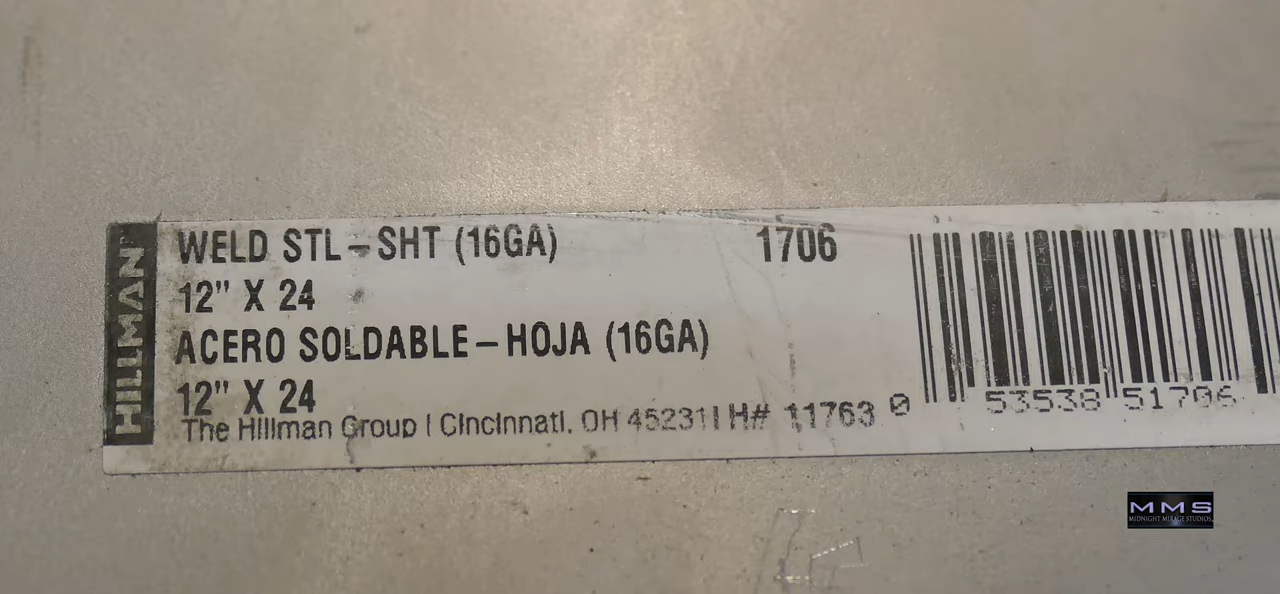 HILLMAN
WELD STL-SHT (16GA) 1706
12" X 24
ACERO SOLDABLE-HOJA (16GA)
12" X 24
The Hillman Group | Cincinnati, OH 45231 | H# 11763
0 53538 51706
MMS
MIDNIGHT MIRAGE STUDIOS